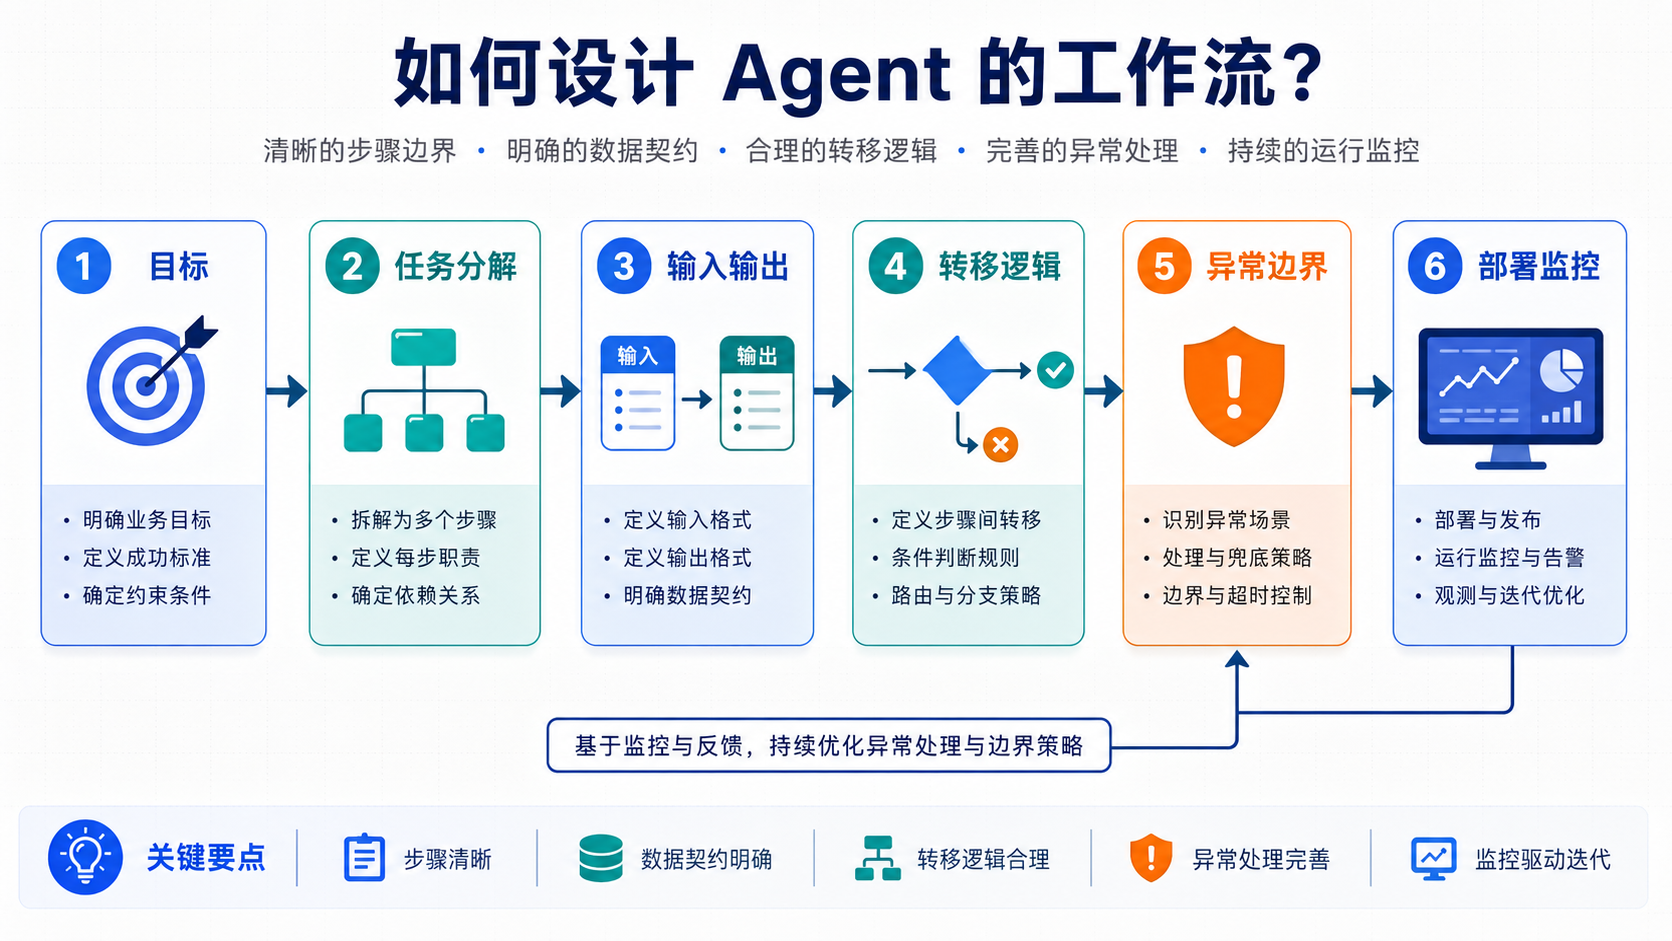 如何设计 Agent 的工作流?
清晰的步骤边界 • 明确的数据契约 • 合理的转移逻辑 • 完善的异常处理 • 持续的运行监控
1 目标
• 明确业务目标
• 定义成功标准
• 确定约束条件
2 任务分解
• 拆解为多个步骤
• 定义每步职责
• 确定依赖关系
3 输入输出
输入
输出
• 定义输入格式
• 定义输出格式
• 明确数据契约
4 转移逻辑
• 定义步骤间转移
• 条件判断规则
• 路由与分支策略
5 异常边界
• 识别异常场景
• 处理与兜底策略
• 边界与超时控制
6 部署监控
• 部署与发布
• 运行监控与告警
• 观测与迭代优化
基于监控与反馈，持续优化异常处理与边界策略
关键要点
步骤清晰
数据契约明确
转移逻辑合理
异常处理完善
监控驱动迭代